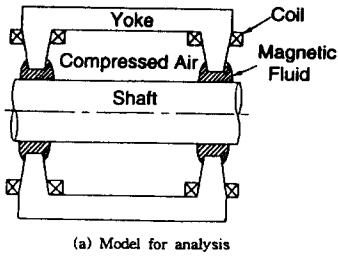 Yoke
Coil
Compressed Air
Magnetic
Fluid
Shaft
(a) Model for analysis